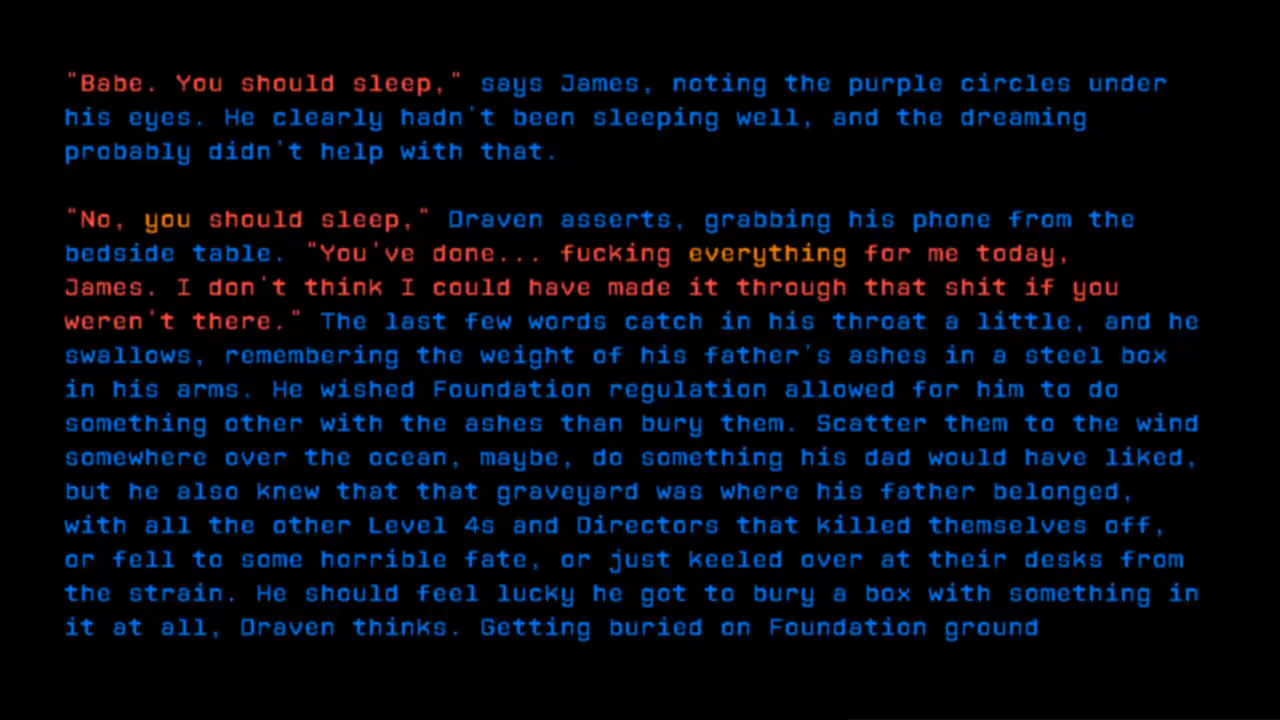 "Babe. You should sleep," says James, noting the purple circles under
his eyes. He clearly hadn't been sleeping well, and the dreaming
probably didn't help with that.
"No, you should sleep," Draven asserts, grabbing his phone from the
bedside table. "You've done... fucking everything for me today,
James. I don't think I could have made it through that shit if you
weren't there." The last few words catch in his throat a little, and he
swallows, remembering the weight of his father's ashes in a steel box
in his arms. He wished Foundation regulation allowed for him to do
something other with the ashes than bury them. Scatter them to the wind
somewhere over the ocean, maybe, do something his dad would have liked,
but he also knew that that graveyard was where his father belonged,
with all the other Level 4s and Directors that killed themselves off,
or fell to some horrible fate, or just keeled over at their desks from
the strain. He should feel lucky he got to bury a box with something in
it at all, Draven thinks. Getting buried on Foundation ground